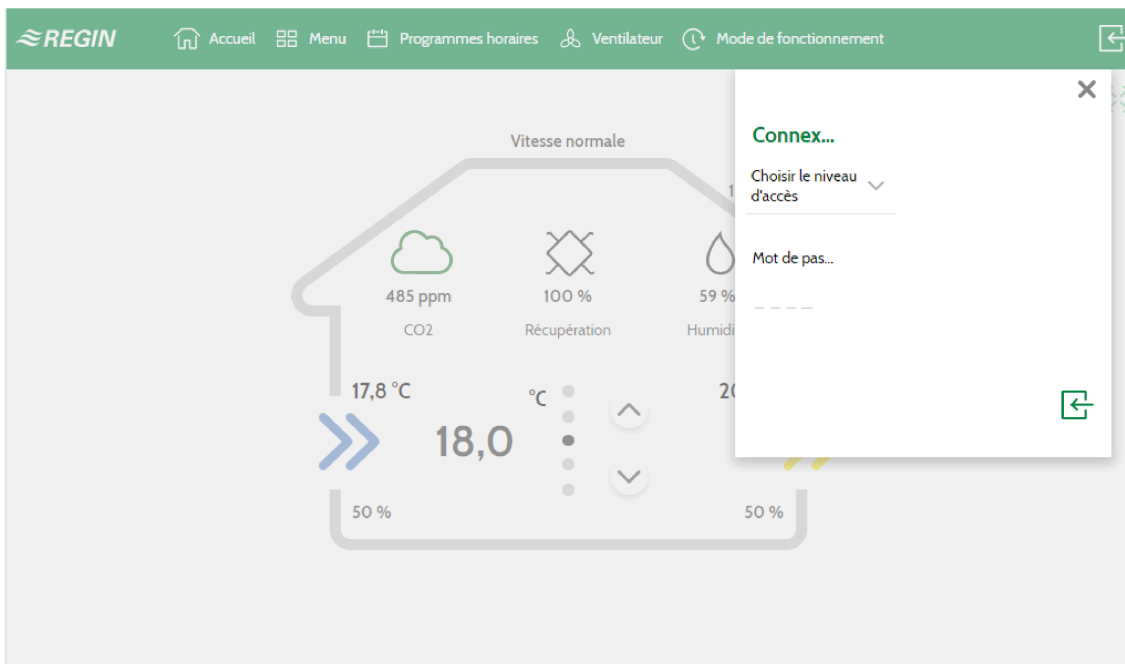 REGIN
Accueil
Menu
Programmes horaires
Ventilateur
Mode de fonctionnement
Connex...
Choisir le niveau
d'accès
Mot de pas...
Vitesse normale
485 ppm
100 %
59 %
CO2
Récupération
Humidi
17,8 °C
°C
18,0
50 %
50 %